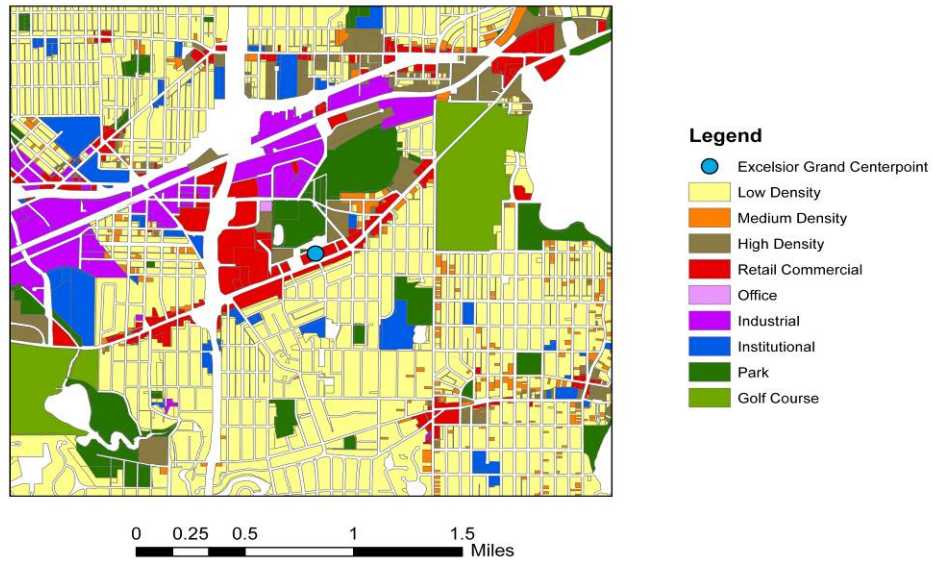 Legend
Excelsior Grand Centerpoint
Low Density
Medium Density
High Density
Retail Commercial
Office
Industrial
Institutional
Park
Golf Course
0 0.25 0.5 1 1.5
Miles